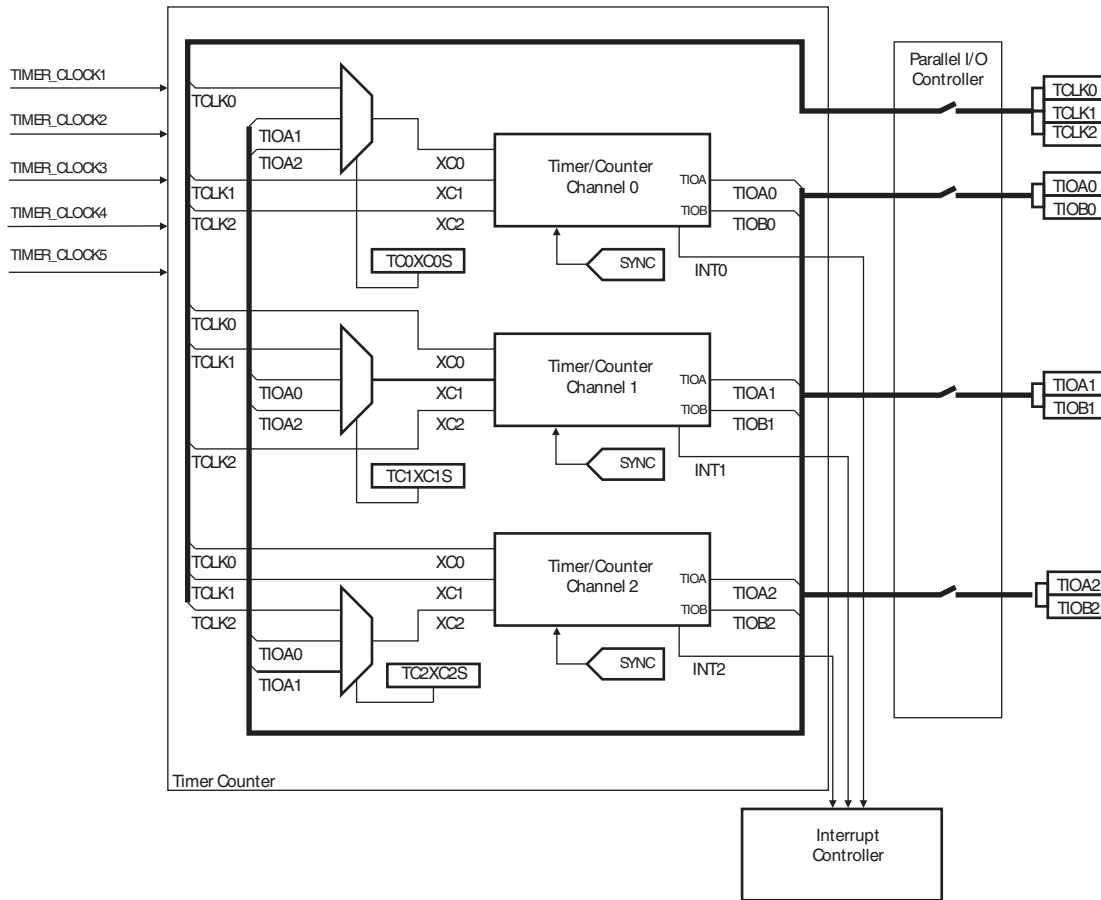 TIMER_CLOCK1
TIMER_CLOCK2
TIMER_CLOCK3
TIMER_CLOCK4
TIMER_CLOCK5
TCLK0
TIOA1
TIOA2
TCLK1
TCLK2
XC0
XC1
XC2
Timer/Counter
Channel 0
TIOA
TIOB
TIOA0
TIOB0
TC0XC0S
SYNC
INT0
TCLK0
TCLK1
TIOA0
TIOA2
TCLK2
XC0
XC1
XC2
Timer/Counter
Channel 1
TIOA
TIOB
TIOA1
TIOB1
TC1XC1S
SYNC
INT1
TCLK0
TCLK1
TCLK2
TIOA0
TIOA1
XC0
XC1
XC2
Timer/Counter
Channel 2
TIOA
TIOB
TIOA2
TIOB2
TC2XC2S
SYNC
INT2
Timer Counter
Parallel I/O
Controller
TCLK0
TCLK1
TCLK2
TIOA0
TIOB0
TIOA1
TIOB1
TIOA2
TIOB2
Interrupt
Controller